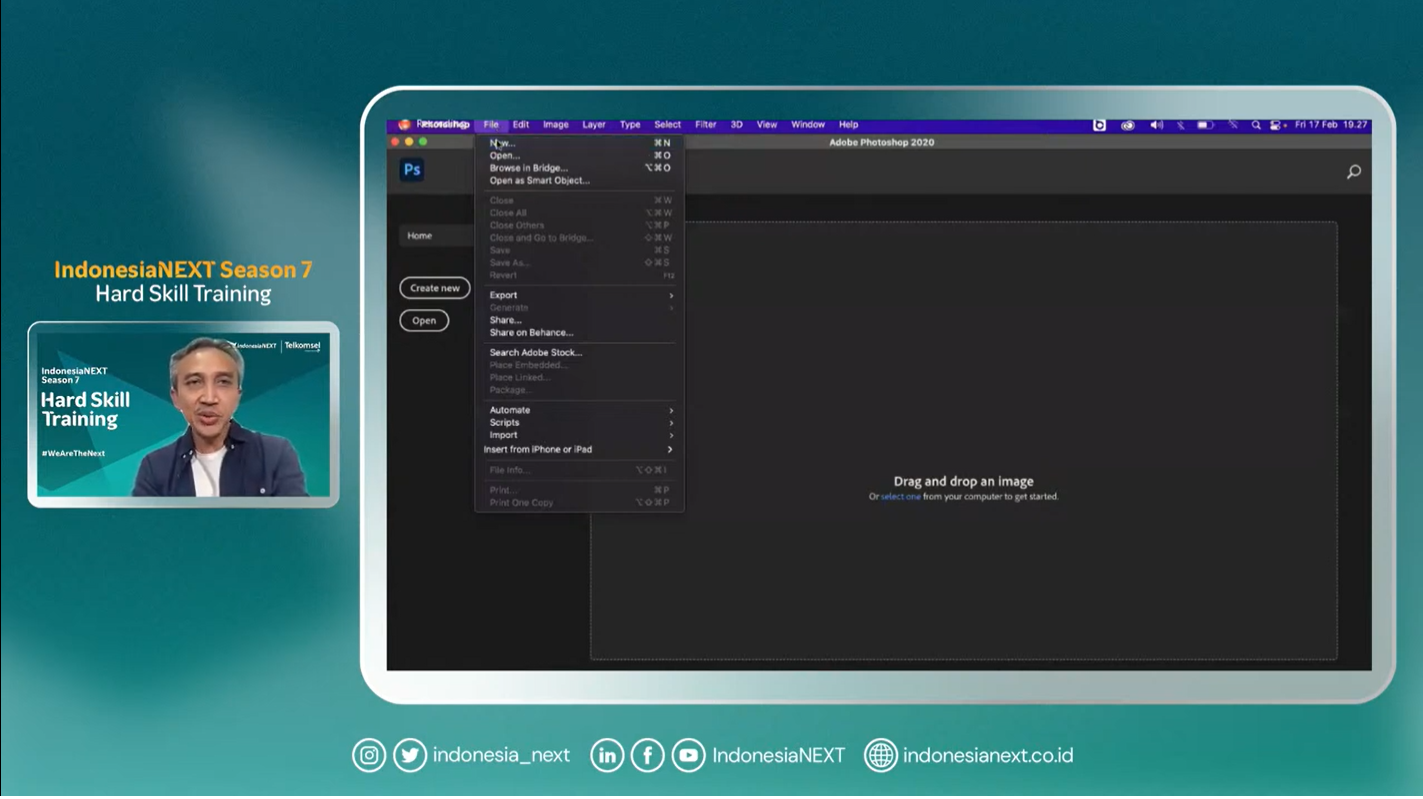 IndonesiaNEXT Season 7
Hard Skill Training
IndonesiaNEXT | Telkomsel
IndonesiaNEXT
Season 7
Hard Skill
Training
#WeAreTheNext
File Edit Image Layer Type Select Filter 3D View Window Help Fri 17 Feb 19.27
Adobe Photoshop 2020
Ps
Home
Create new
Open
New... ⌘N
Open... ⌘O
Browse in Bridge... ⌥⌘O
Open as Smart Object...
Close ⌘W
Close All ⌥⌘W
Close Others ⌥⌘P
Close and Go to Bridge... ⇧⌘W
Save ⌘S
Save As... ⇧⌘S
Revert F12
Export ›
Generate ›
Share...
Share on Behance...
Search Adobe Stock...
Place Embedded...
Place Linked...
Package...
Automate ›
Scripts ›
Import ›
Insert from iPhone or iPad ›
File Info... ⌥⇧⌘I
Print... ⌘P
Print One Copy ⌥⇧⌘P
Drag and drop an image
Or select one from your computer to get started.
indonesia_next IndonesiaNEXT indonesianext.co.id